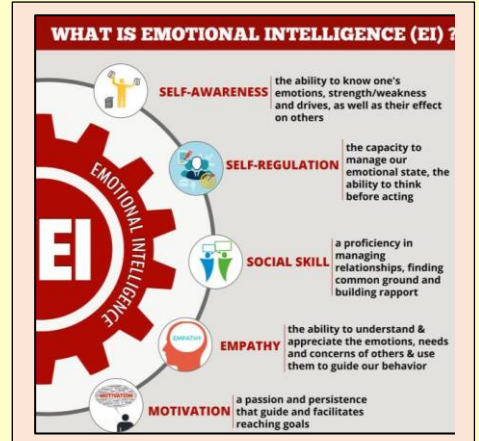 WHAT IS EMOTIONAL INTELLIGENCE (EI) ?
SELF-AWARENESS
the ability to know one's
emotions, strength/weakness
and drives, as well as their effect
on others
SELF-REGULATION
the capacity to
manage our
emotional state, the
ability to think
before acting
EI
EMOTIONAL INTELLIGENCE
SOCIAL SKILL
a proficiency in
managing
relationships, finding
common ground and
building rapport
EMPATHY
EMPATHY
the ability to understand &
appreciate the emotions, needs
and concerns of others & use
them to guide our behavior
MOTIVATION
MOTIVATION
a passion and persistence
that guide and facilitates
reaching goals